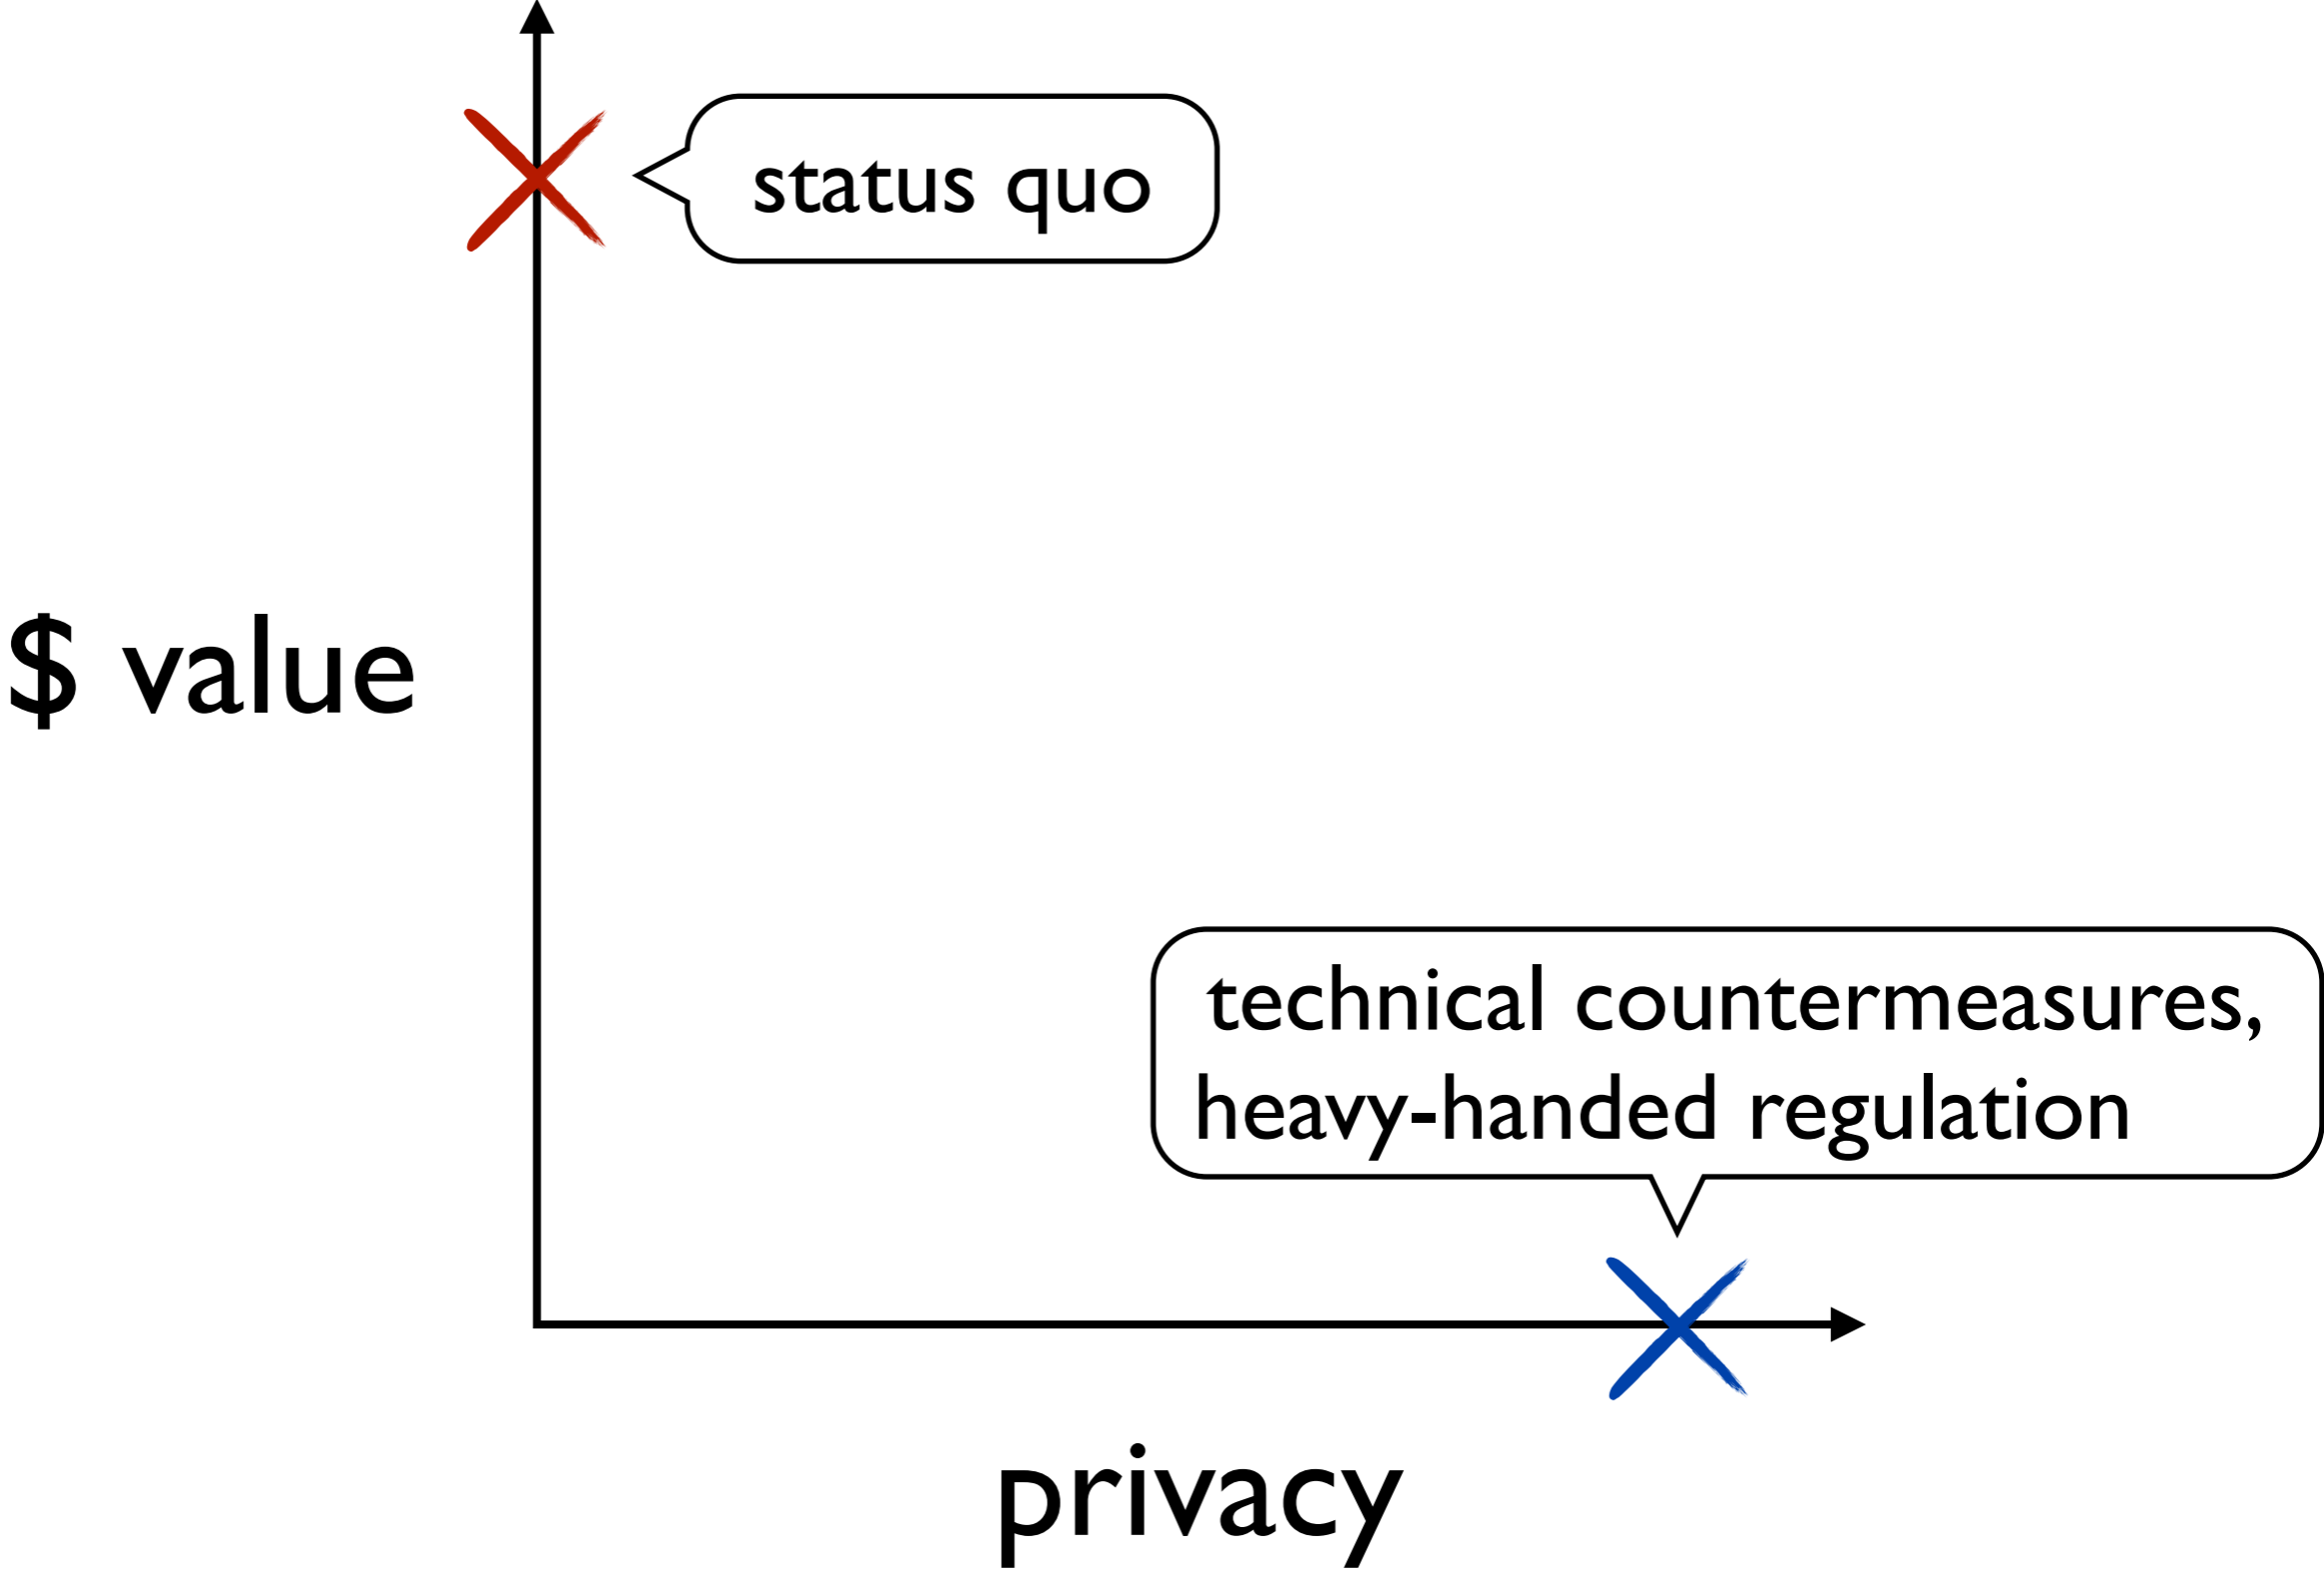 status quo
$ value
technical countermeasures,
heavy-handed regulation
privacy